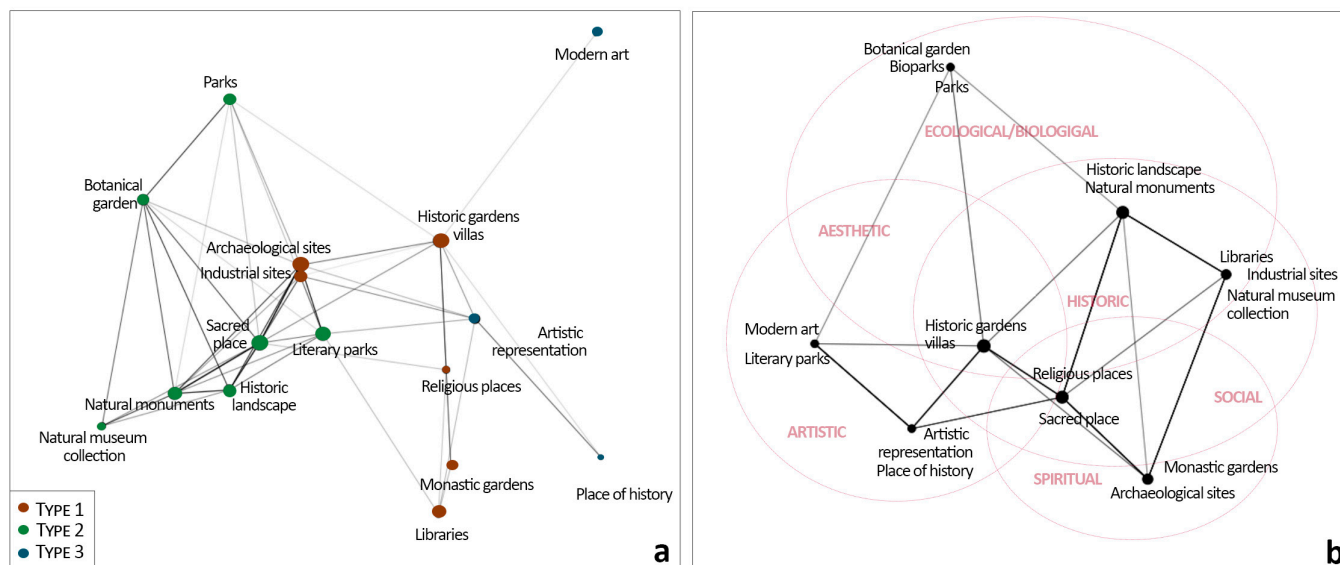 Modern art
Parks
Botanical
garden
Historic gardens
villas
Archaeological sites
Industrial sites
Sacred
place
Literary parks
Artistic
representation
Religious places
Natural monuments
Historic
landscape
Natural museum
collection
Monastic gardens
Place of history
Libraries
TYPE 1
TYPE 2
TYPE 3
a
Botanical garden
Bioparks
Parks
ECOLOGICAL/BIOLOGIGAL
Historic landscape
Natural monuments
AESTHETIC
Libraries
Industrial sites
Natural museum
collection
HISTORIC
Modern art
Literary parks
Historic gardens
villas
Religious places
Sacred place
SOCIAL
ARTISTIC
Artistic
representation
Place of history
SPIRITUAL
Monastic gardens
Archaeological sites
b